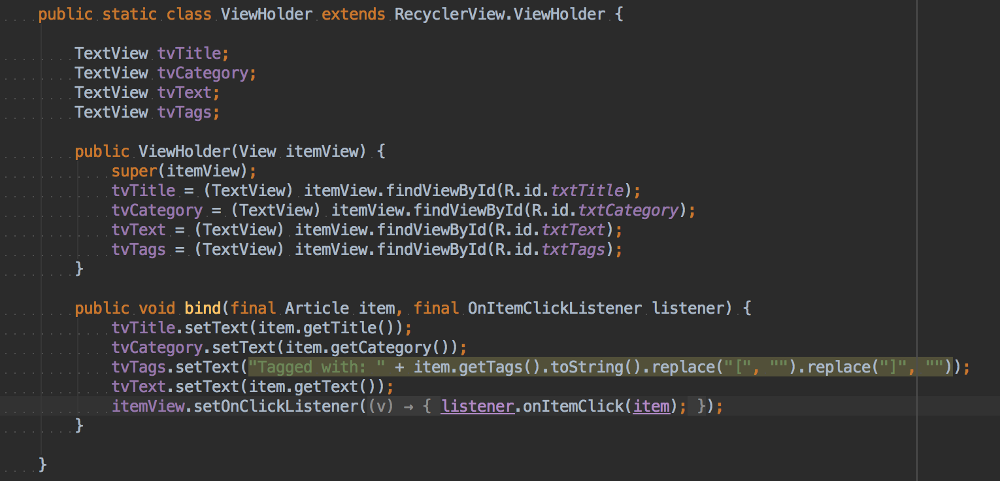 public static class ViewHolder extends RecyclerView.ViewHolder {
TextView tvTitle;
TextView tvCategory;
TextView tvText;
TextView tvTags;
public ViewHolder(View itemView) {
super(itemView);
tvTitle = (TextView) itemView.findViewById(R.id.txtTitle);
tvCategory = (TextView) itemView.findViewById(R.id.txtCategory);
tvText = (TextView) itemView.findViewById(R.id.txtText);
tvTags = (TextView) itemView.findViewById(R.id.txtTags);
}
public void bind(final Article item, final OnItemClickListener listener) {
tvTitle.setText(item.getTitle());
tvCategory.setText(item.getCategory());
tvTags.setText("Tagged with: " + item.getTags().toString().replace("[", "").replace("]", ""));
tvText.setText(item.getText());
itemView.setOnClickListener((v) → { listener.onItemClick(item); });
}
}